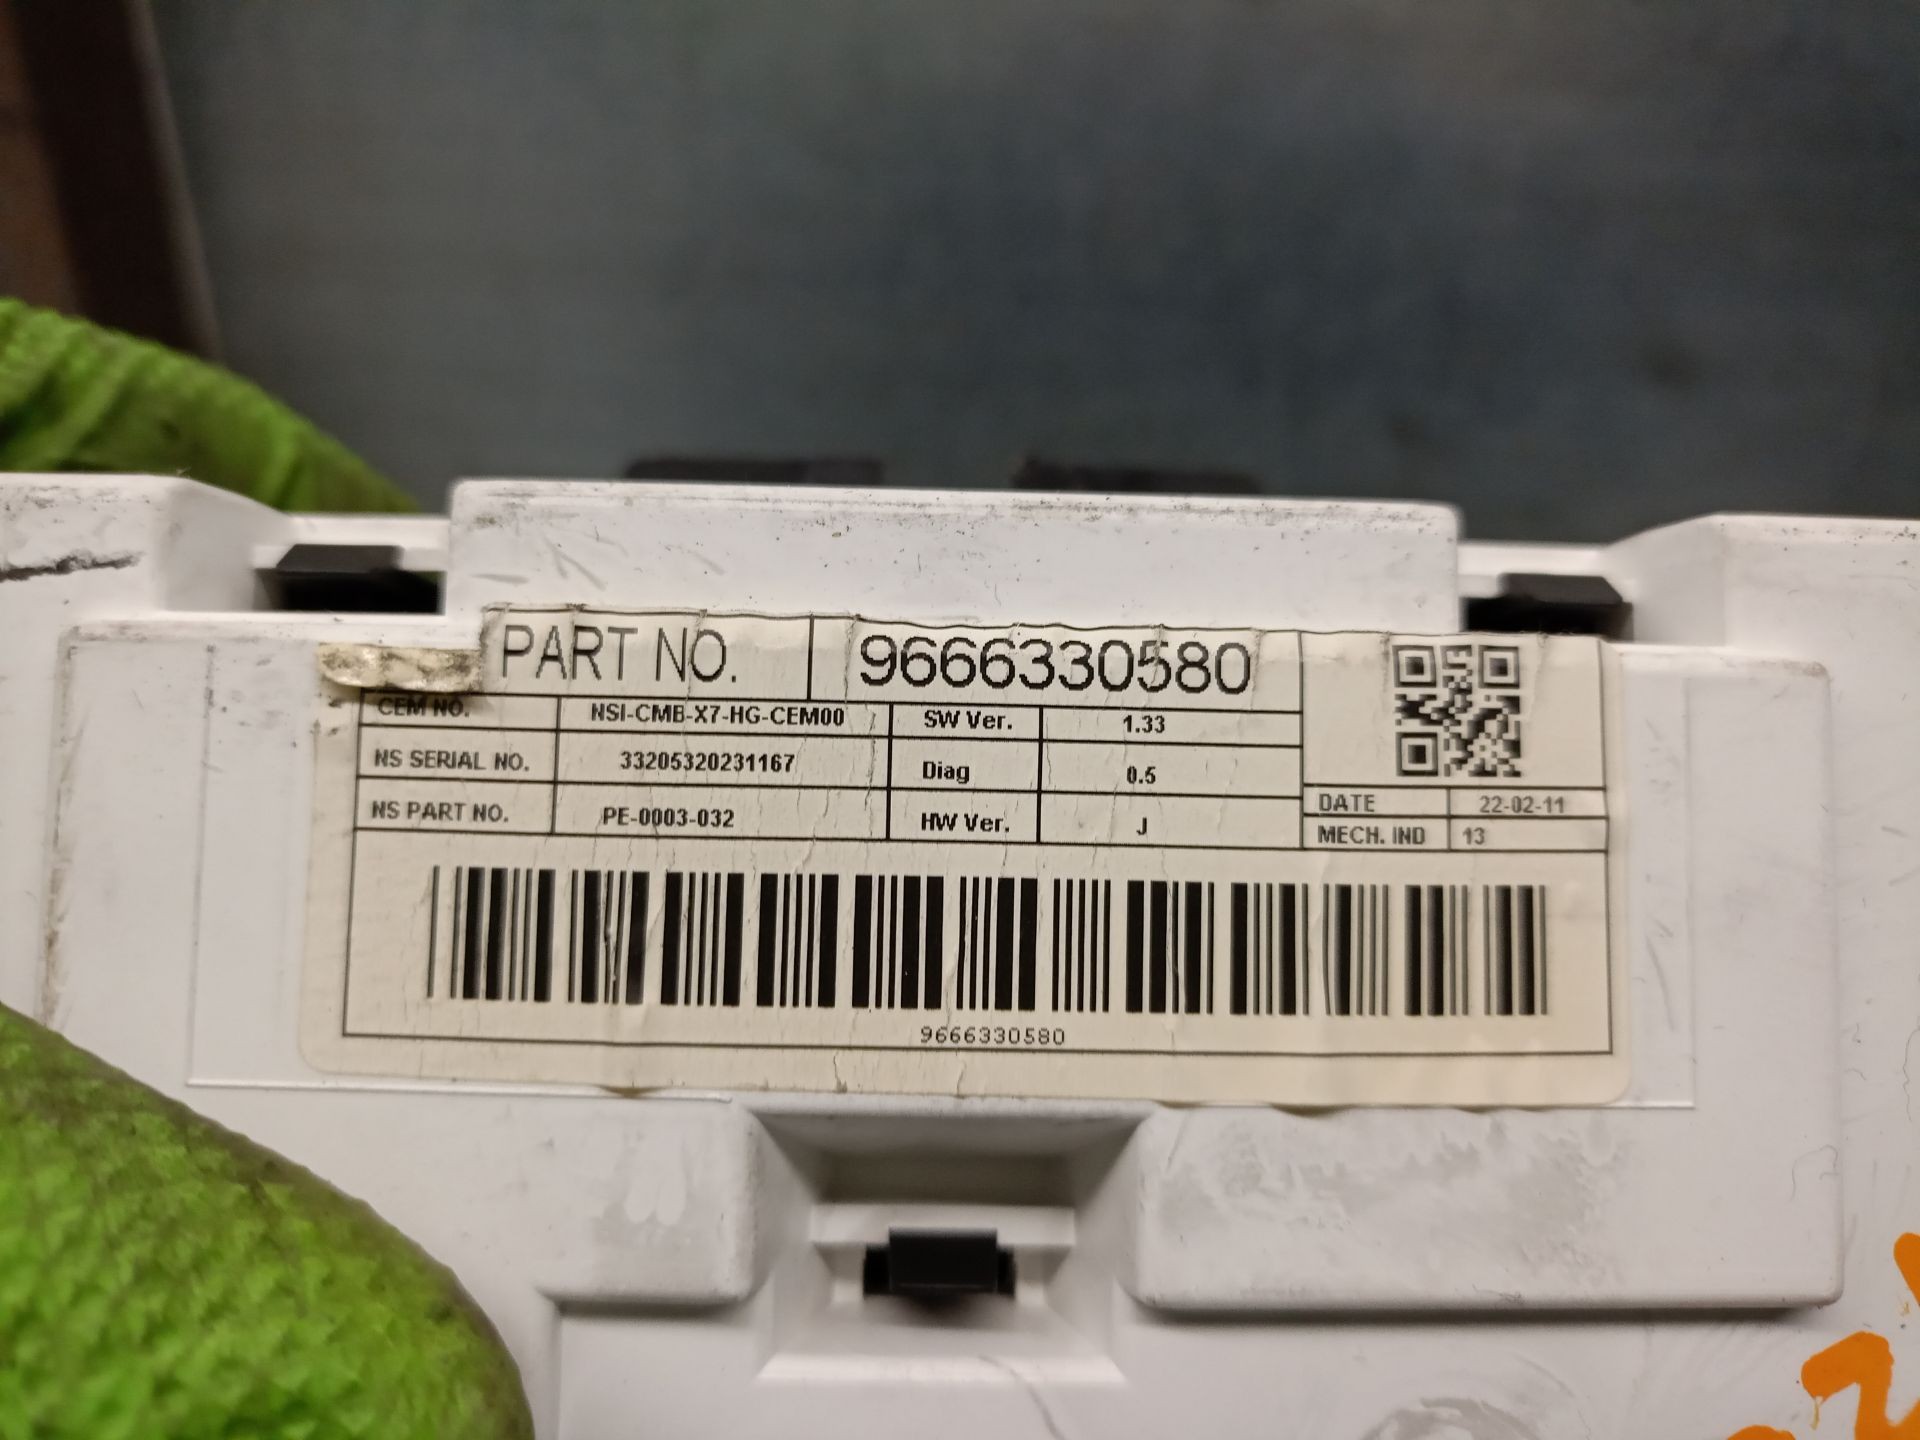 PART NO. 9666330580
CEM NO. NSI-CMB-X7-HG-CEM00 SW Ver. 1.33
NS SERIAL NO. 33205320231167 Diag 0.5
NS PART NO. PE-0003-032 HW Ver. J
DATE 22-02-11
MECH. IND 13
9666330580